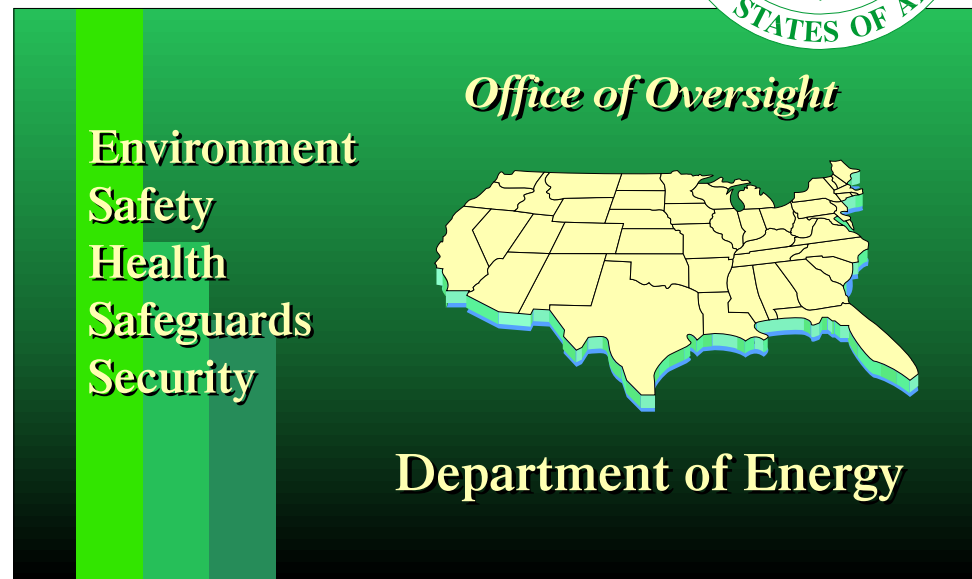 STATES OF A
Office of Oversight
Environment
Safety
Health
Safeguards
Security
Department of Energy